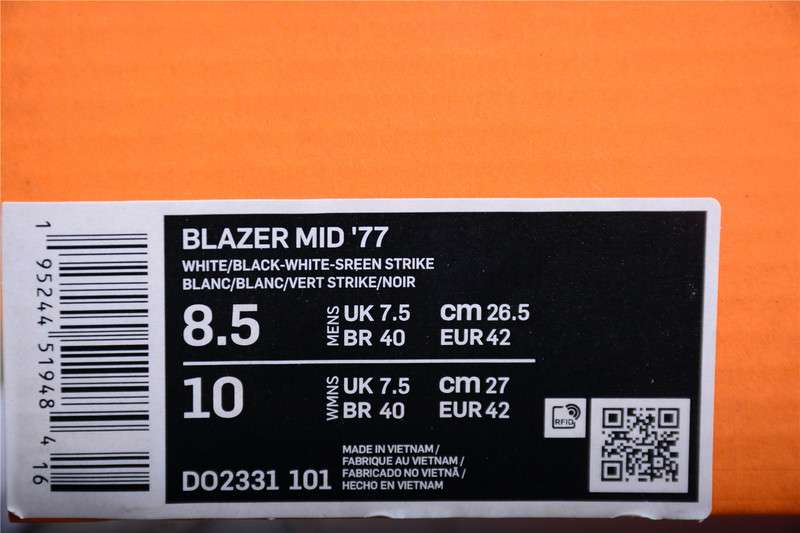 1 95244 51948 4 16
BLAZER MID '77
WHITE/BLACK-WHITE-SREEN STRIKE
BLANC/BLANC/VERT STRIKE/NOIR
8.5 MENS UK 7.5 cm 26.5
BR 40 EUR 42
10 WMNS UK 7.5 cm 27
BR 40 EUR 42
RFID
DO2331 101
MADE IN VIETNAM /
FABRIQUE AU VIETNAM /
FABRICADO NO VIETNÃ /
HECHO EN VIETNAM